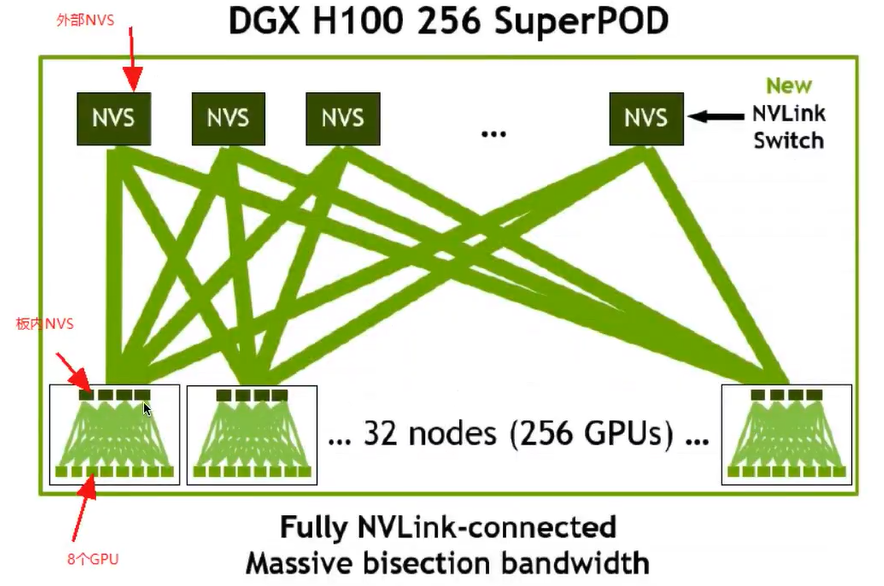 DGX H100 256 SuperPOD
外部NVS
NVS
NVS
NVS
...
NVS
New
NVLink
Switch
板内NVS
... 32 nodes (256 GPUs) ...
8个GPU
Fully NVLink-connected
Massive bisection bandwidth